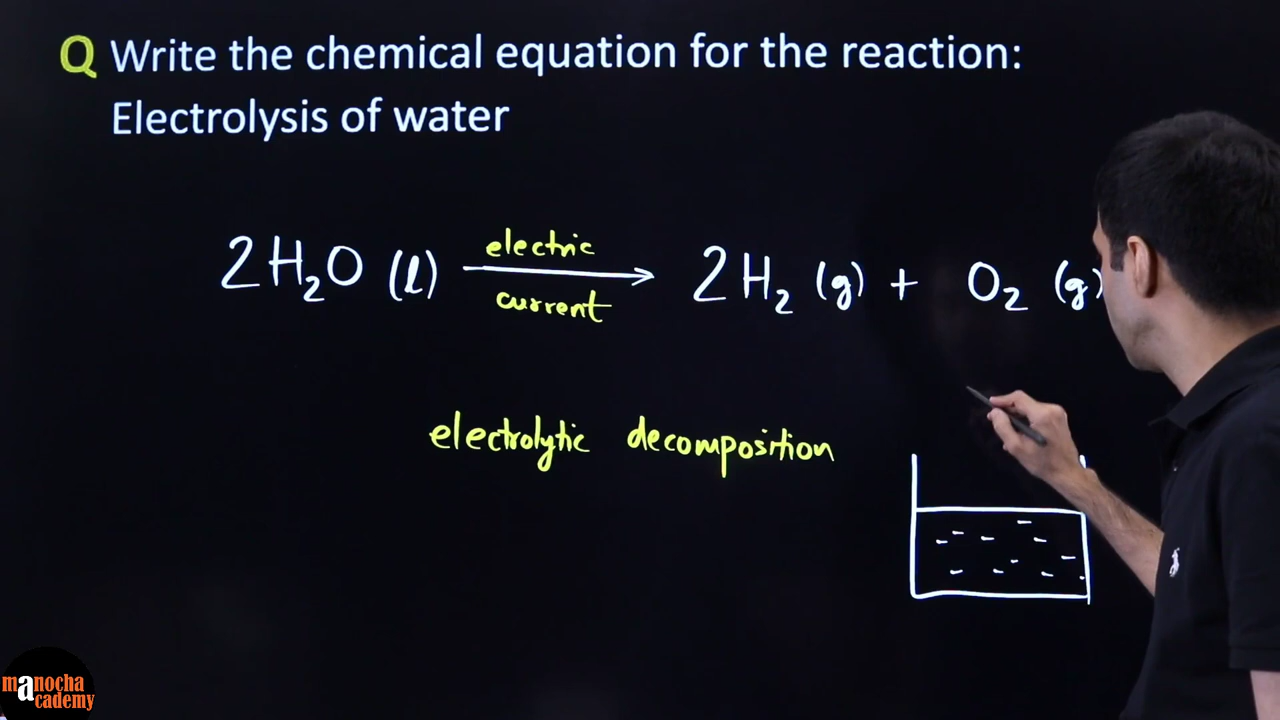 Q Write the chemical equation for the reaction:
Electrolysis of water
electric
2H₂O (l) → 2H₂ (g) + O₂ (g)
current
electrolytic decomposition
manocha
academy